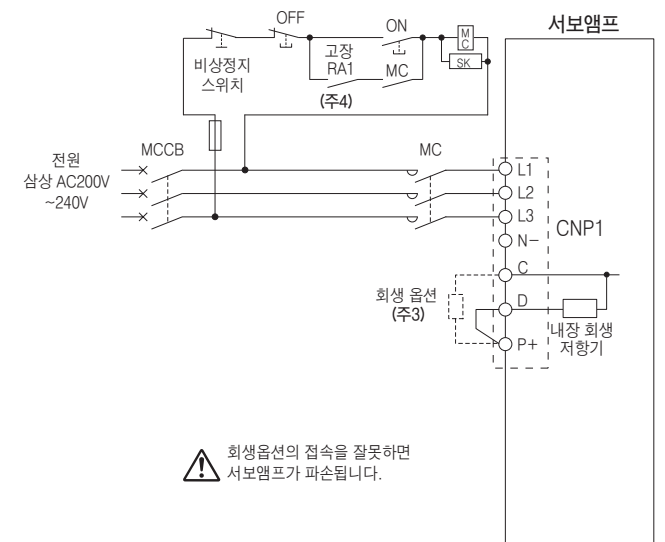 OFF
ON
서보앰프
M
C
SK
비상정지
스위치
고장
RA1
MC
(주4)
MCCB
MC
전원
삼상 AC200V
~240V
L1
L2
L3
N-
CNP1
C
D
P+
회생 옵션
(주3)
내장 회생
저항기
회생옵션의 접속을 잘못하면
서보앰프가 파손됩니다.